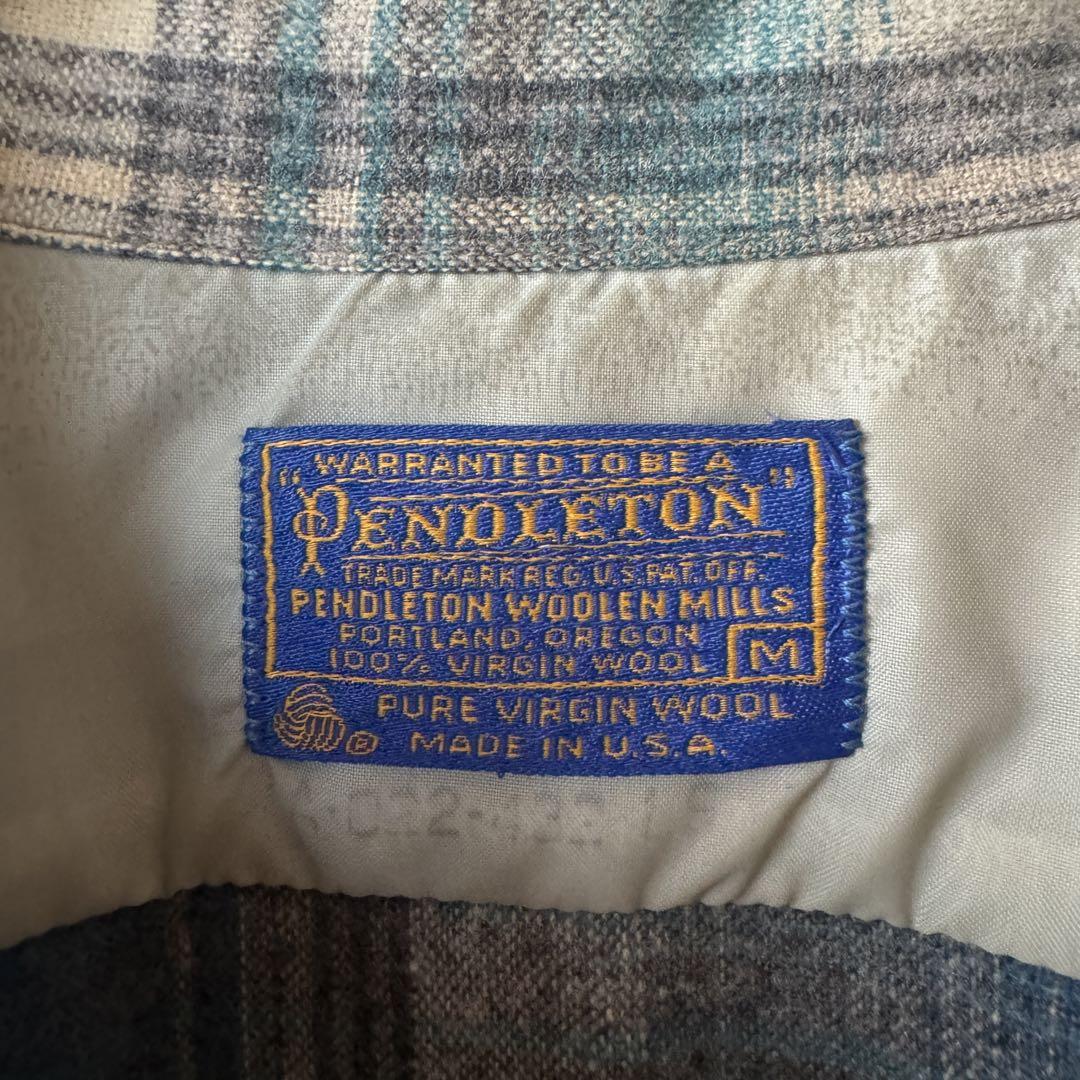 WARRANTED TO BE A
"PENDLETON"
TRADE MARK REG. U.S. PAT. OFF.
PENDLETON WOOLEN MILLS
PORTLAND, OREGON
100% VIRGIN WOOL M
PURE VIRGIN WOOL
® MADE IN U.S.A.